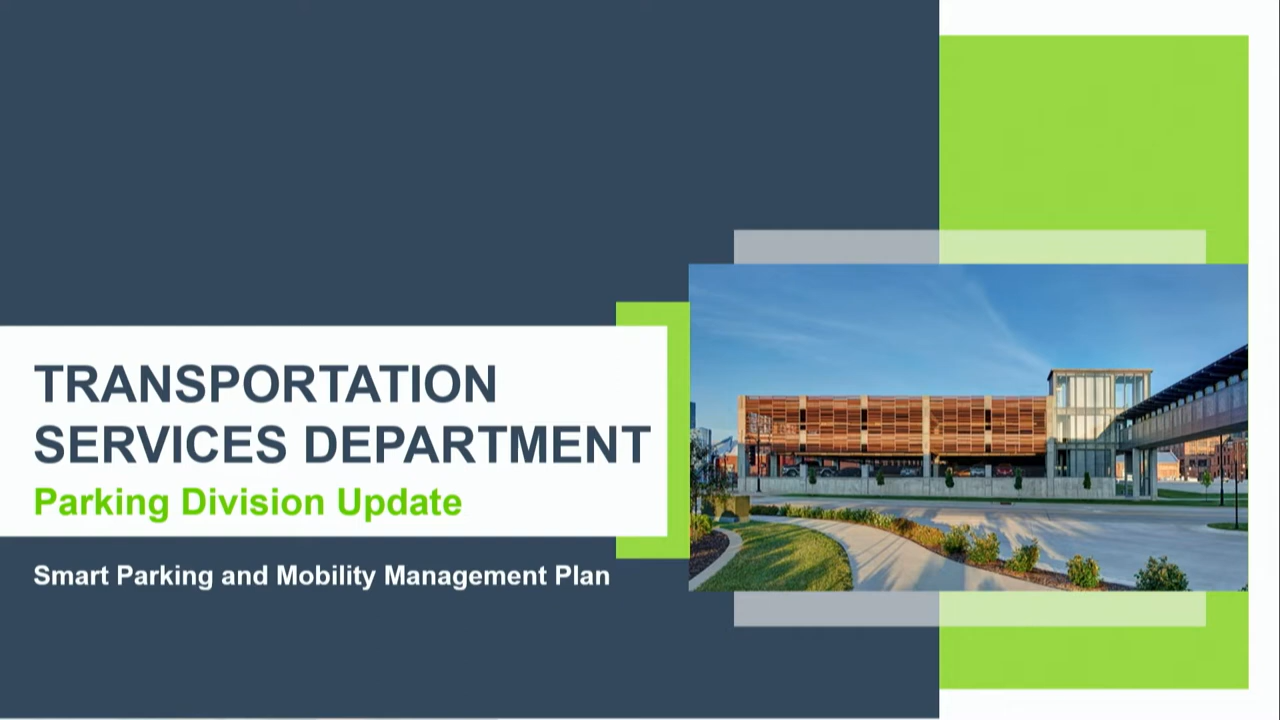 TRANSPORTATION
SERVICES DEPARTMENT
Parking Division Update
Smart Parking and Mobility Management Plan